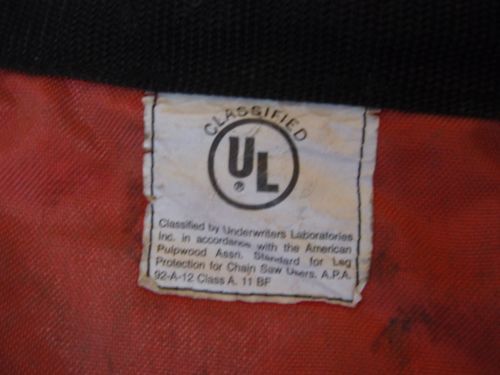 CLASSIFIED
UL
®
Classified by Underwriters Laboratories
Inc. in accordance with the American
Pulpwood Assn. Standard for Leg
Protection for Chain Saw Users. A.P.A.
92-A-12 Class A. 11 BF